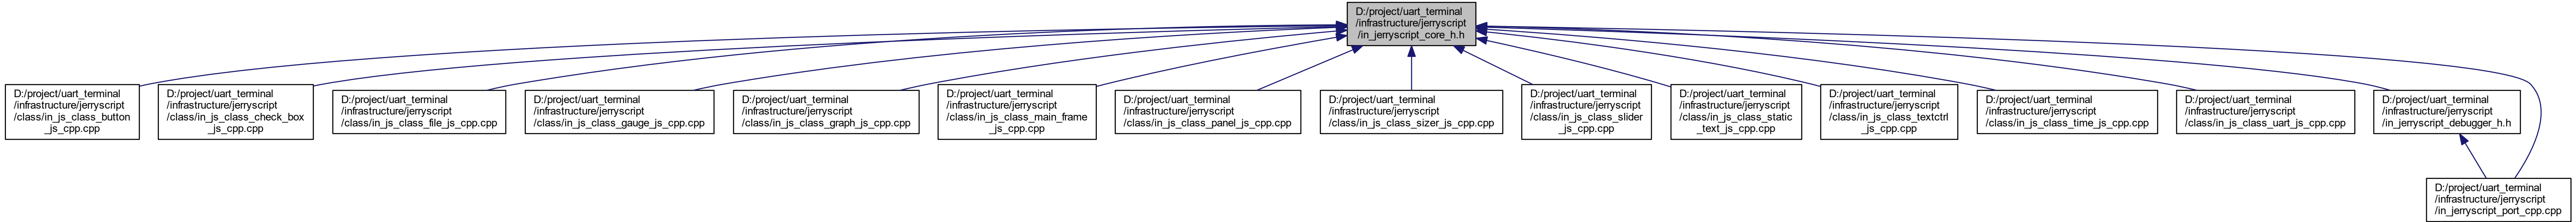 D:/project/uart_terminal
/infrastructure/jerryscript
/in_jerryscript_core_h.h
D:/project/uart_terminal
/infrastructure/jerryscript
/class/in_js_class_button
_js_cpp.cpp
D:/project/uart_terminal
/infrastructure/jerryscript
/class/in_js_class_check_box
_js_cpp.cpp
D:/project/uart_terminal
/infrastructure/jerryscript
/class/in_js_class_file_js_cpp.cpp
D:/project/uart_terminal
/infrastructure/jerryscript
/class/in_js_class_gauge_js_cpp.cpp
D:/project/uart_terminal
/infrastructure/jerryscript
/class/in_js_class_graph_js_cpp.cpp
D:/project/uart_terminal
/infrastructure/jerryscript
/class/in_js_class_main_frame
_js_cpp.cpp
D:/project/uart_terminal
/infrastructure/jerryscript
/class/in_js_class_panel_js_cpp.cpp
D:/project/uart_terminal
/infrastructure/jerryscript
/class/in_js_class_sizer_js_cpp.cpp
D:/project/uart_terminal
/infrastructure/jerryscript
/class/in_js_class_slider
_js_cpp.cpp
D:/project/uart_terminal
/infrastructure/jerryscript
/class/in_js_class_static
_text_js_cpp.cpp
D:/project/uart_terminal
/infrastructure/jerryscript
/class/in_js_class_textctrl
_js_cpp.cpp
D:/project/uart_terminal
/infrastructure/jerryscript
/class/in_js_class_time_js_cpp.cpp
D:/project/uart_terminal
/infrastructure/jerryscript
/class/in_js_class_uart_js_cpp.cpp
D:/project/uart_terminal
/infrastructure/jerryscript
/in_jerryscript_debugger_h.h
D:/project/uart_terminal
/infrastructure/jerryscript
/in_jerryscript_port_cpp.cpp